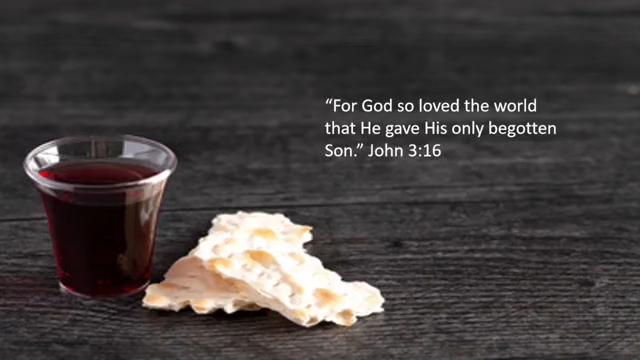 “For God so loved the world
that He gave His only begotten
Son.” John 3:16